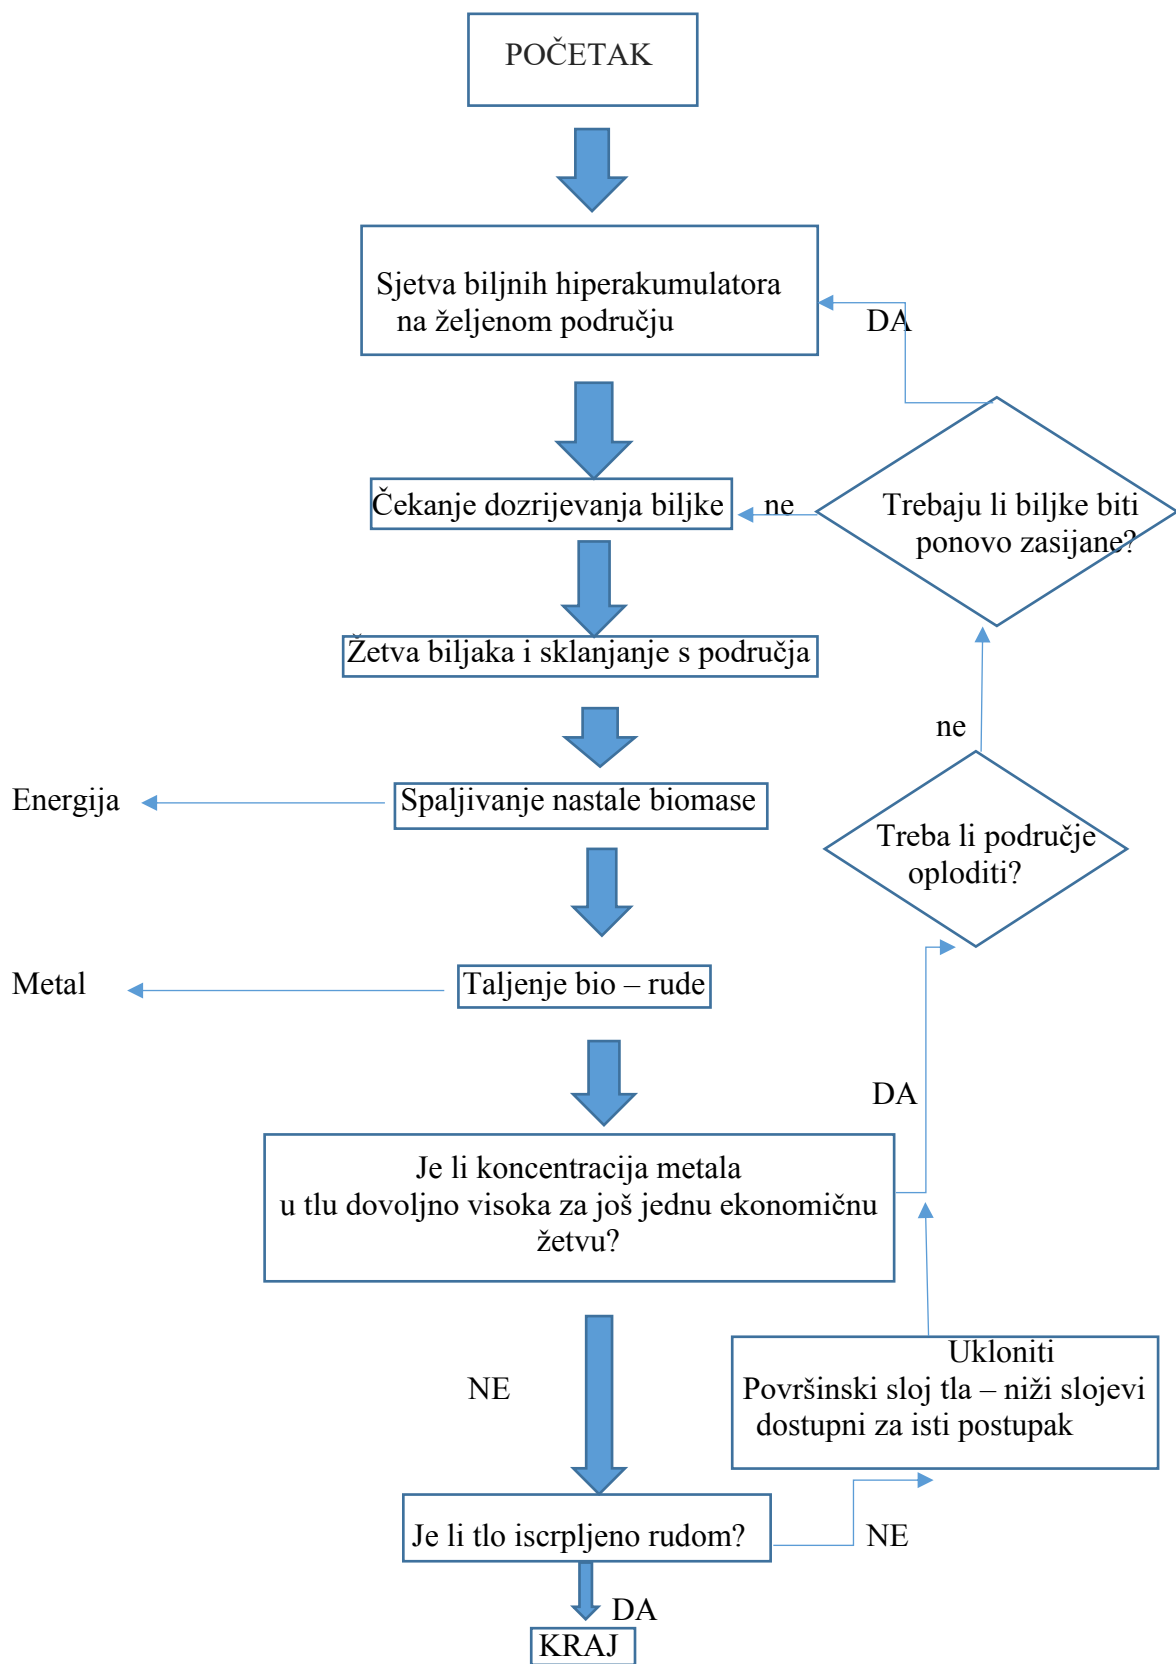 POČETAK
Sjetva biljnih hiperakumulatora
na željenom području
DA
Čekanje dozrijevanja biljke
ne
Trebaju li biljke biti
ponovo zasijane?
Žetva biljaka i sklanjanje s područja
ne
Energija
Spaljivanje nastale biomase
Treba li područje
oploditi?
Metal
Taljenje bio – rude
DA
Je li koncentracija metala
u tlu dovoljno visoka za još jednu ekonomičnu
žetvu?
NE
Ukloniti
Površinski sloj tla – niži slojevi
dostupni za isti postupak
Je li tlo iscrpljeno rudom?
NE
DA
KRAJ